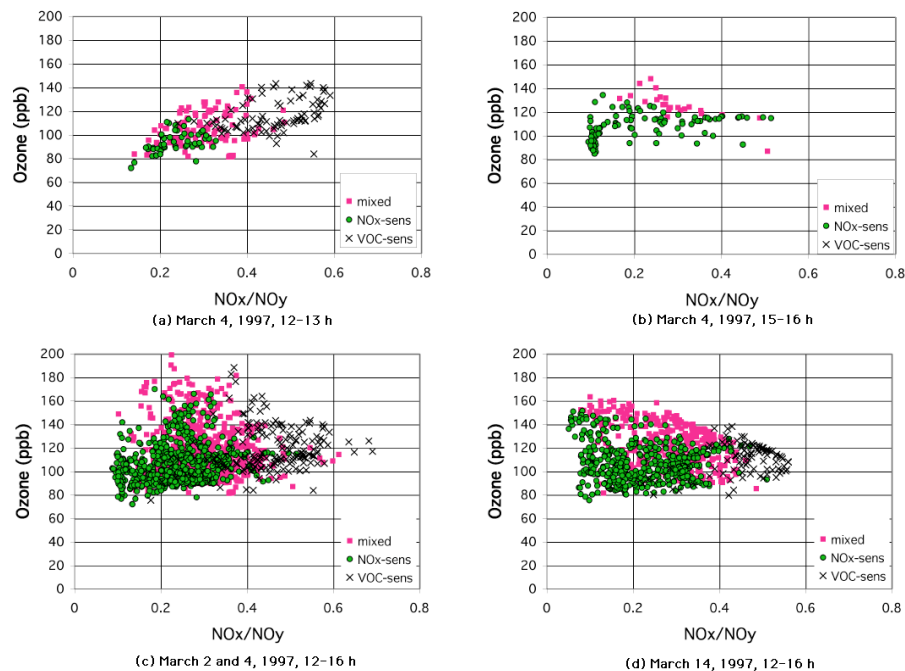 200
180
160
140
120
100
80
60
40
20
0
Ozone (ppb)
mixed
NOx-sens
VOC-sens
0 0.2 0.4 0.6 0.8
NOx/NOy
(a) March 4, 1997, 12-13 h
200
180
160
140
120
100
80
60
40
20
0
Ozone (ppb)
mixed
NOx-sens
VOC-sens
0 0.2 0.4 0.6 0.8
NOx/NOy
(b) March 4, 1997, 15-16 h
200
180
160
140
120
100
80
60
40
20
0
Ozone (ppb)
mixed
NOx-sens
VOC-sens
0 0.2 0.4 0.6 0.8
NOx/NOy
(c) March 2 and 4, 1997, 12-16 h
200
180
160
140
120
100
80
60
40
20
0
Ozone (ppb)
mixed
NOx-sens
VOC-sens
0 0.2 0.4 0.6 0.8
NOx/NOy
(d) March 14, 1997, 12-16 h